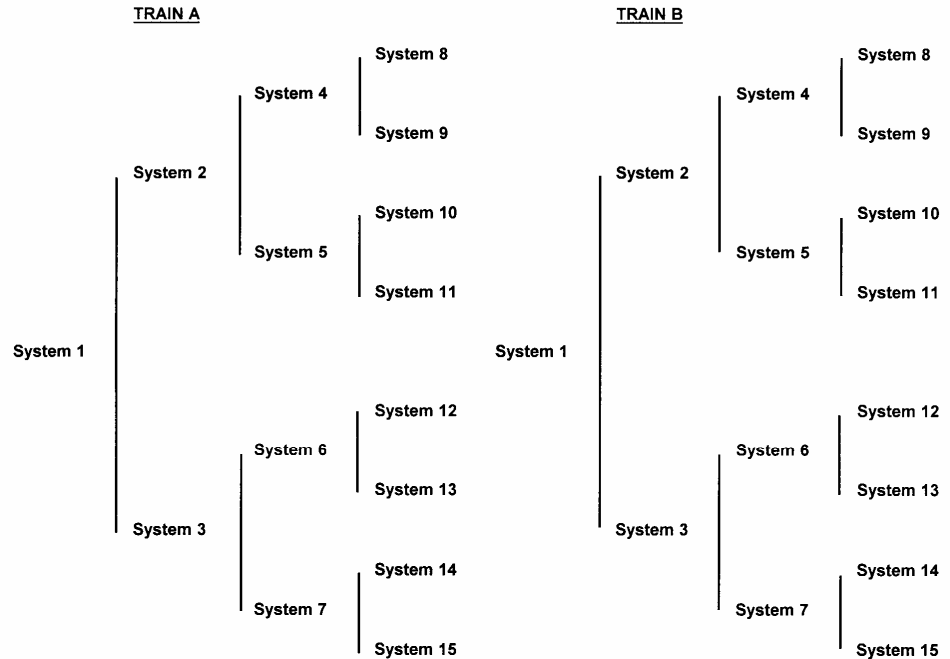 TRAIN A
System 8
System 4
System 9
System 2
System 10
System 5
System 11
System 1
System 12
System 6
System 13
System 3
System 14
System 7
System 15
TRAIN B
System 8
System 4
System 9
System 2
System 10
System 5
System 11
System 1
System 12
System 6
System 13
System 3
System 14
System 7
System 15